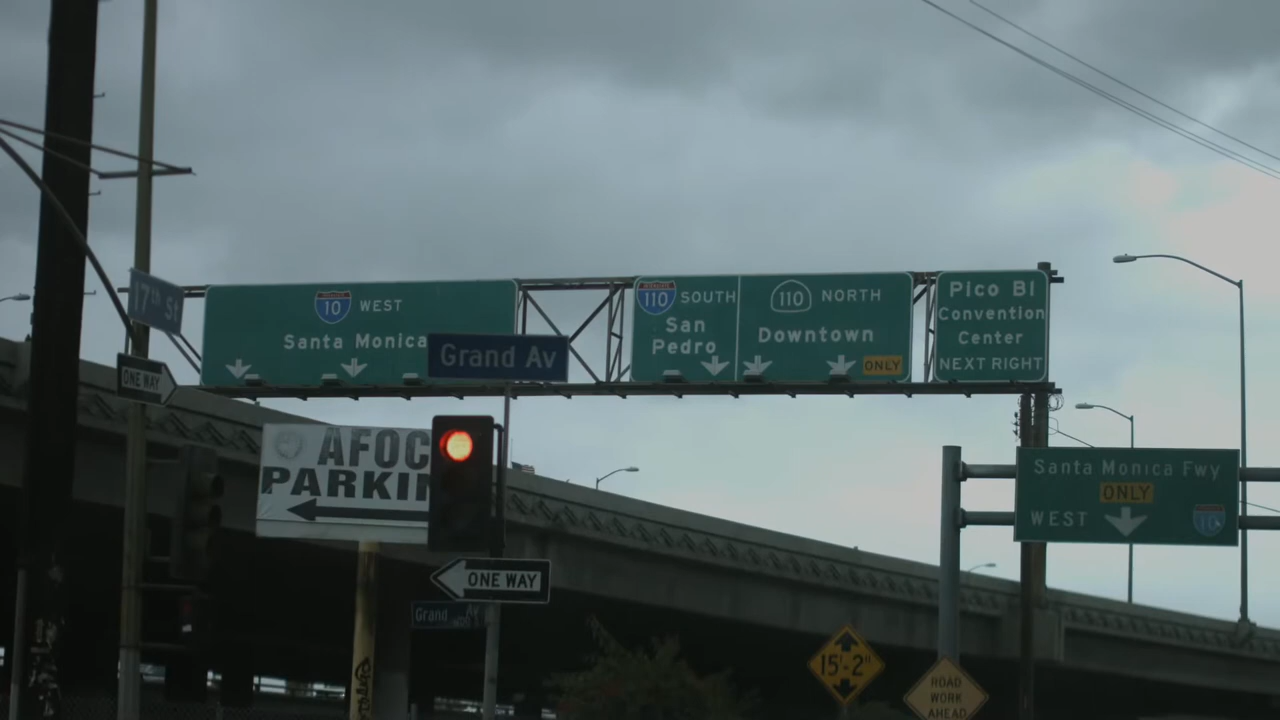 17th St
ONE WAY
INTERSTATE
10
WEST
Santa Monica
Grand Av
INTERSTATE
110
SOUTH
San
Pedro
110
NORTH
Downtown
ONLY
Pico Bl
Convention
Center
NEXT RIGHT
AFOC
PARKIN
ONE WAY
Grand Av
Santa Monica Fwy
ONLY
WEST
10
15'-2"
ROAD
WORK
AHEAD